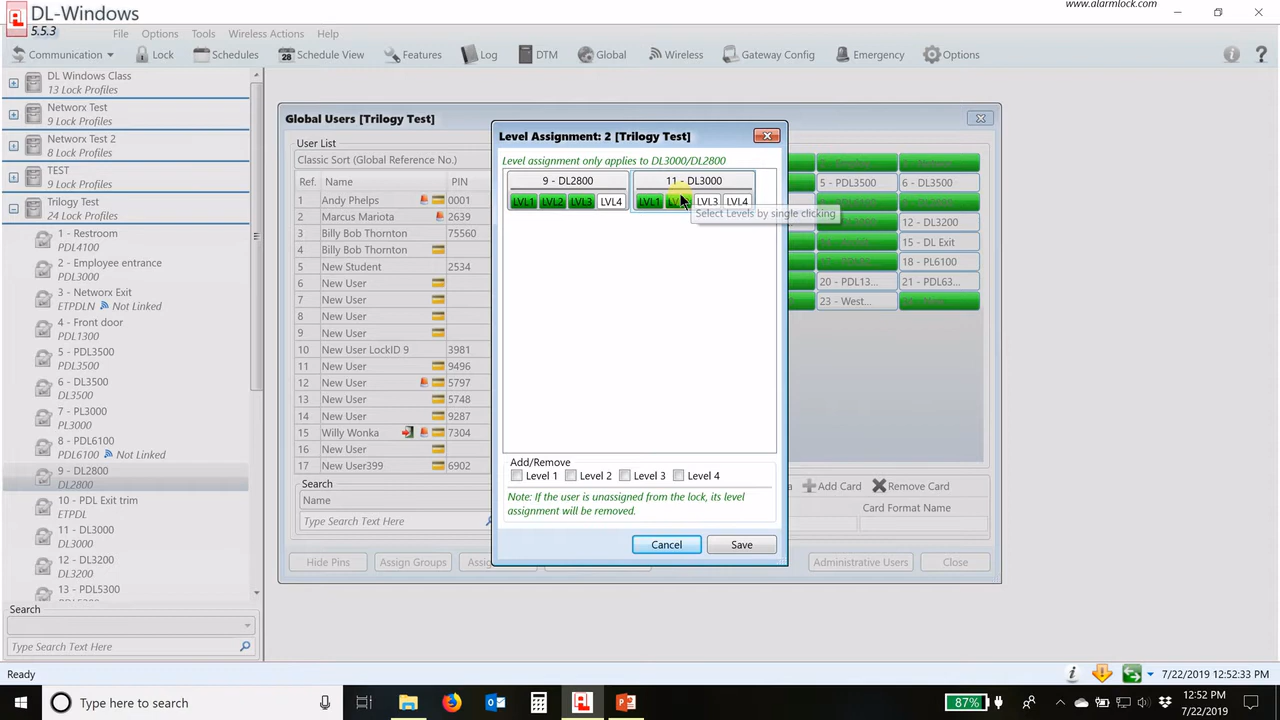 DL-Windows
www.alarmlock.com
5.5.3
File Options Tools Wireless Actions Help
Communication Lock Schedules 28 Schedule View Features Log DTM Global Wireless Gateway Config Emergency Options
DL Windows Class
13 Lock Profiles
Networx Test
9 Lock Profiles
Networx Test 2
8 Lock Profiles
TEST
9 Lock Profiles
Trilogy Test
24 Lock Profiles
1 - Restroom
PDL4100
2 - Employee entrance
PDL3000
3 - Networx Exit
ETPDLN Not Linked
4 - Front door
PDL1300
5 - PDL3500
PDL3500
6 - DL3500
DL3500
7 - PL3000
PL3000
8 - PDL6100
PDL6100 Not Linked
9 - DL2800
DL2800
10 - PDL Exit trim
ETPDL
11 - DL3000
DL3000
12 - DL3200
DL3200
13 - PDL5300
Search
Type Search Text Here
Global Users [Trilogy Test]
User List
Classic Sort (Global Reference No.)
Ref. Name PIN
1 Andy Phelps 0001
2 Marcus Mariota 2639
3 Billy Bob Thornton 75560
4 Billy Bob Thornton
5 New Student 2534
6 New User
7 New User
8 New User
9 New User
10 New User LockID 9 3981
11 New User 9496
12 New User 5797
13 New User 5748
14 New User 9287
15 Willy Wonka 7304
16 New User
17 New User399 6902
Search
Name
Type Search Text Here
Hide Pins Assign Groups
5 - PDL3500 6 - DL3500
12 - DL3200
15 - DL Exit
18 - PL6100
20 - PDL13... 21 - PDL63...
23 - West...
Add Card Remove Card
Card Format Name
Administrative Users Close
Level Assignment: 2 [Trilogy Test]
Level assignment only applies to DL3000/DL2800
9 - DL2800 11 - DL3000
LVL1 LVL2 LVL3 LVL4 LVL1 LVL3 LVL4
Select Levels by single clicking
Add/Remove
Level 1 Level 2 Level 3 Level 4
Note: If the user is unassigned from the lock, its level
assignment will be removed.
Cancel Save
Ready
7/22/2019 12:52:33 PM
Type here to search
87%
12:52 PM
7/22/2019